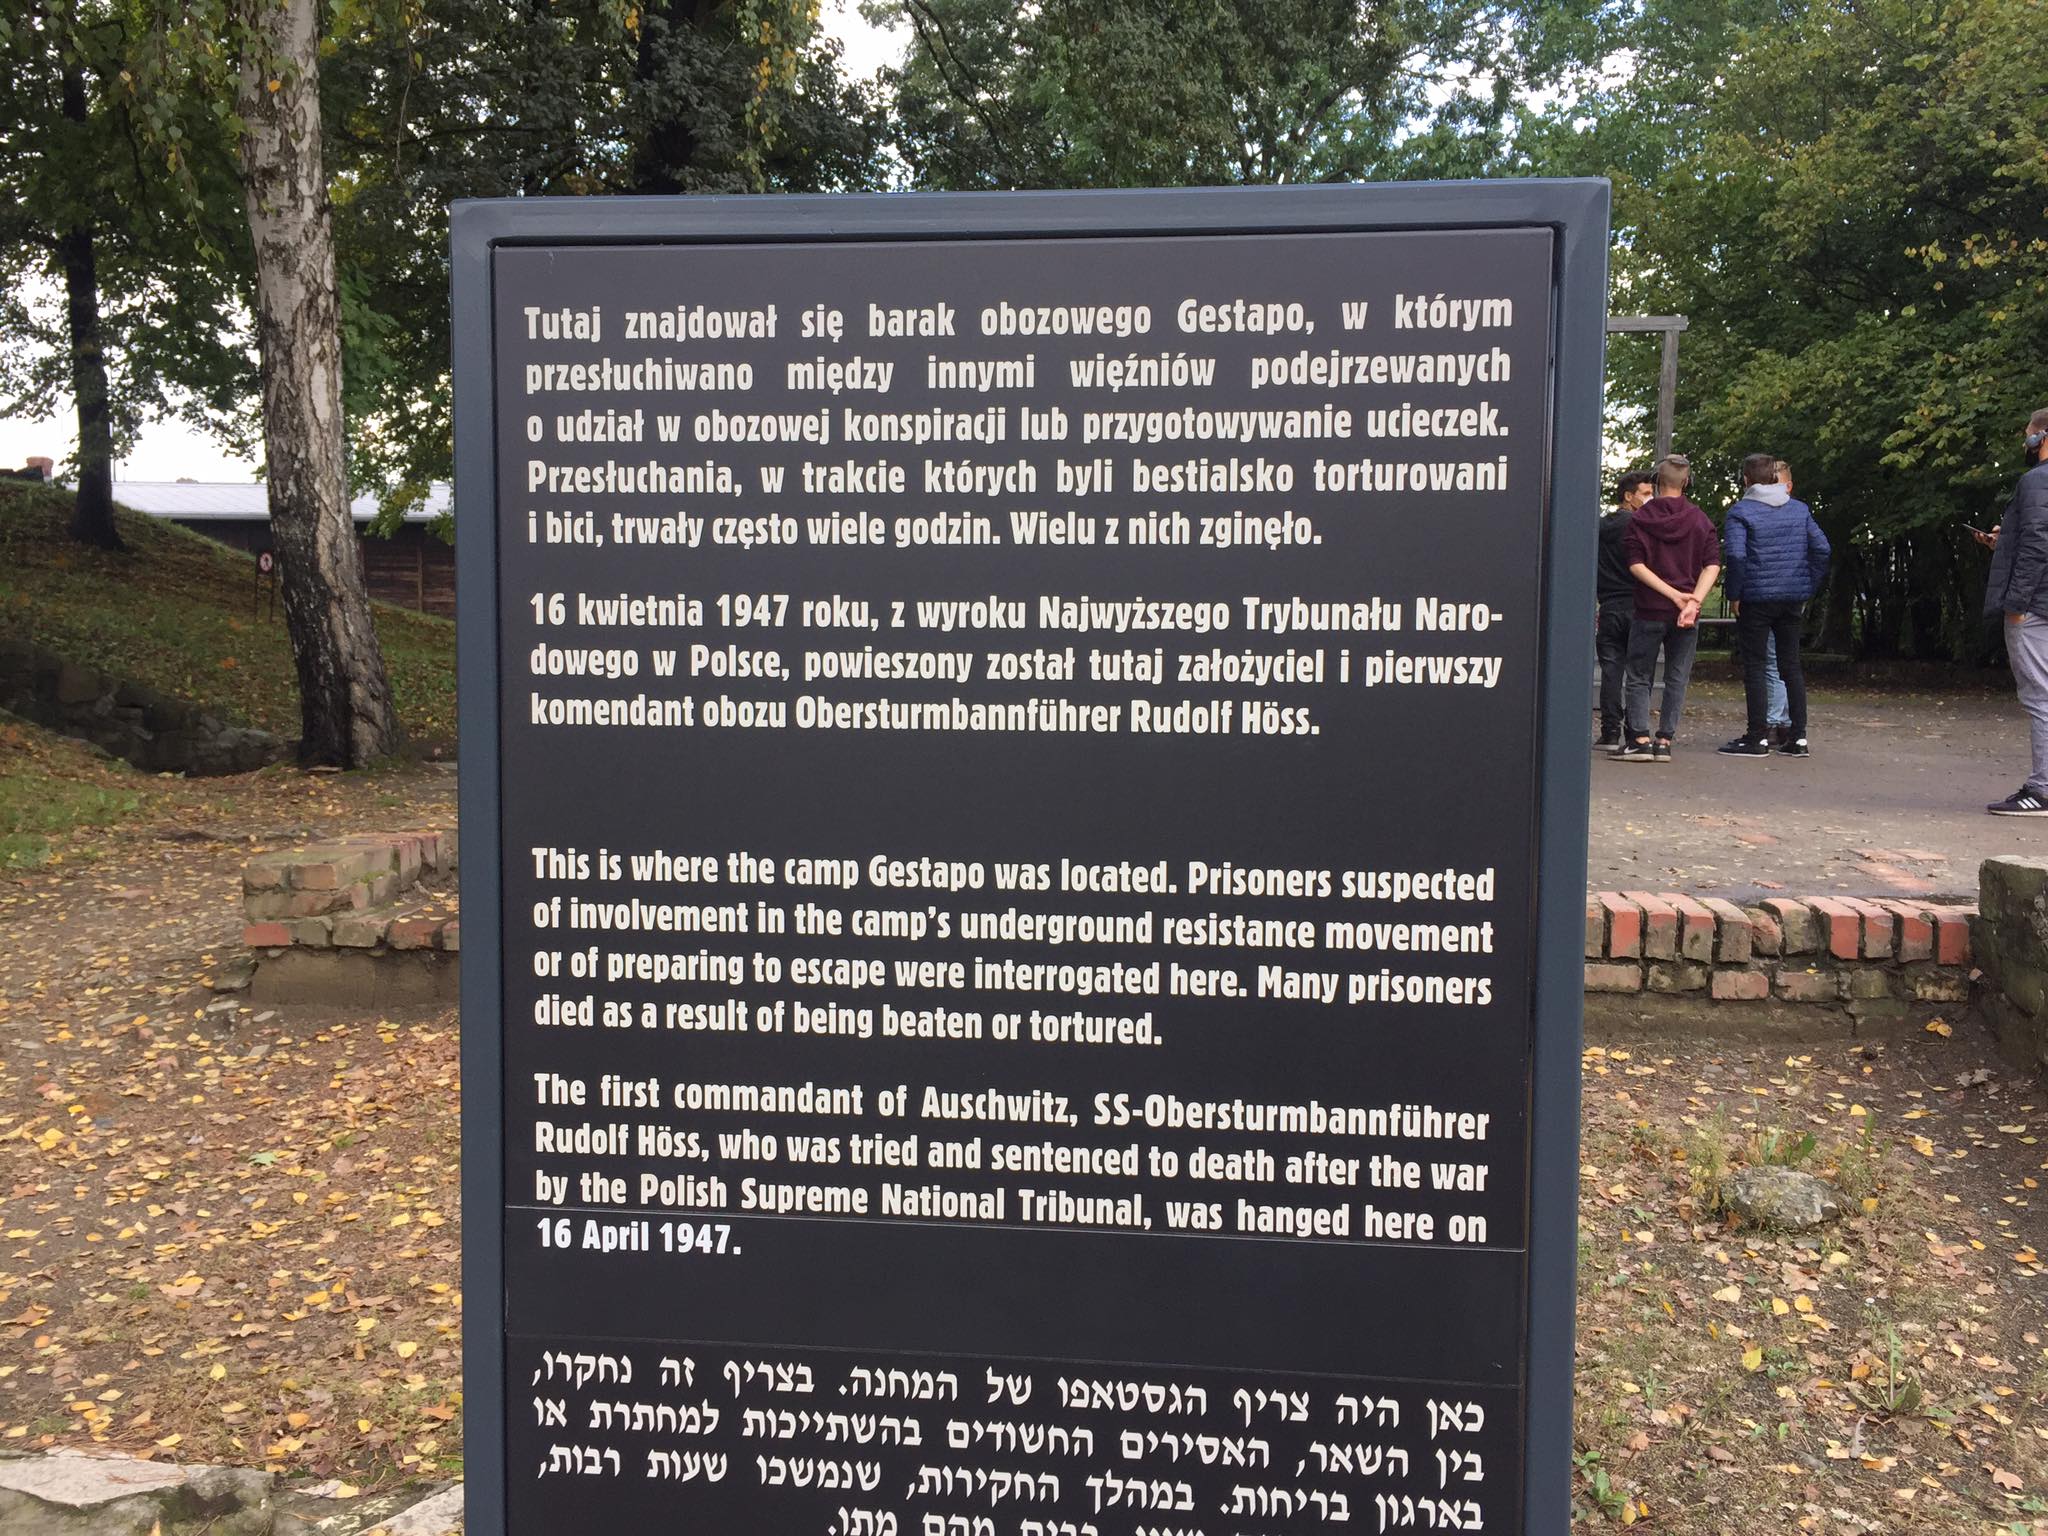 Tutaj znajdował się barak obozowego Gestapo, w którym
przesłuchiwano między innymi więźniów podejrzewanych
o udział w obozowej konspiracji lub przygotowywanie ucieczek.
Przesłuchania, w trakcie których byli bestialsko torturowani
i bici, trwały często wiele godzin. Wielu z nich zginęło.
16 kwietnia 1947 roku, z wyroku Najwyższego Trybunału Naro-
dowego w Polsce, powieszony został tutaj założyciel i pierwszy
komendant obozu Obersturmbannführer Rudolf Höss.
This is where the camp Gestapo was located. Prisoners suspected
of involvement in the camp's underground resistance movement
or of preparing to escape were interrogated here. Many prisoners
died as a result of being beaten or tortured.
The first commandant of Auschwitz, SS-Obersturmbannführer
Rudolf Höss, who was tried and sentenced to death after the war
by the Polish Supreme National Tribunal, was hanged here on
16 April 1947.
כאן היה צריף הגסטאפו של המחנה. בצריף זה נחקרו,
בין השאר, האסירים החשודים בהשתייכות למחתרת או
בארגון בריחות. במהלך החקירות, שנמשכו שעות רבות,
רבים מהם מתו.